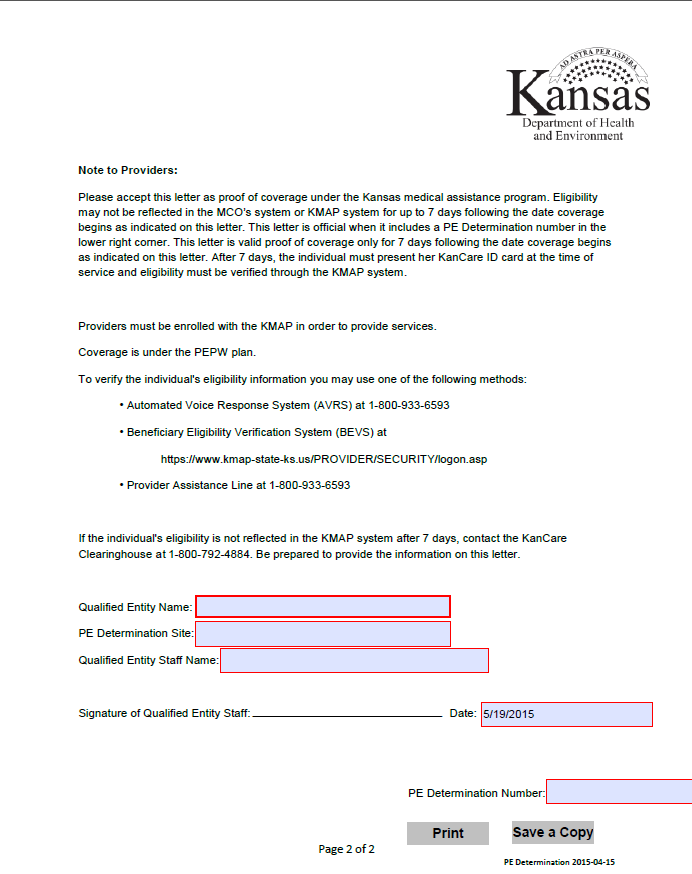 AD ASTRA PER ASPERA
Kansas
Department of Health
and Environment
Note to Providers:
Please accept this letter as proof of coverage under the Kansas medical assistance program. Eligibility
may not be reflected in the MCO's system or KMAP system for up to 7 days following the date coverage
begins as indicated on this letter. This letter is official when it includes a PE Determination number in the
lower right corner. This letter is valid proof of coverage only for 7 days following the date coverage begins
as indicated on this letter. After 7 days, the individual must present her KanCare ID card at the time of
service and eligibility must be verified through the KMAP system.
Providers must be enrolled with the KMAP in order to provide services.
Coverage is under the PEPW plan.
To verify the individual's eligibility information you may use one of the following methods:
• Automated Voice Response System (AVRS) at 1-800-933-6593
• Beneficiary Eligibility Verification System (BEVS) at
https://www.kmap-state-ks.us/PROVIDER/SECURITY/logon.asp
• Provider Assistance Line at 1-800-933-6593
If the individual's eligibility is not reflected in the KMAP system after 7 days, contact the KanCare
Clearinghouse at 1-800-792-4884. Be prepared to provide the information on this letter.
Qualified Entity Name:
PE Determination Site:
Qualified Entity Staff Name:
Signature of Qualified Entity Staff: Date: 5/19/2015
PE Determination Number:
Print Save a Copy
Page 2 of 2
PE Determination 2015-04-15